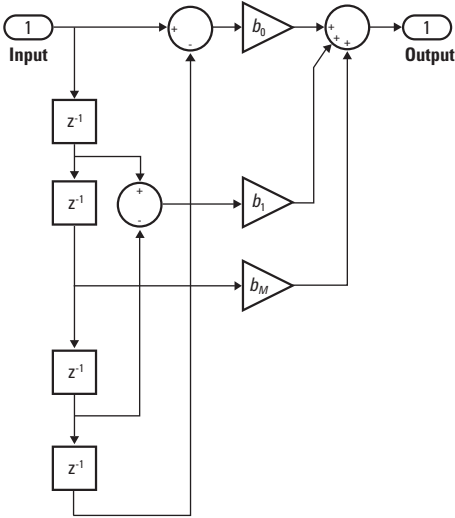 1
Input
+
-
b0
+
+
+
1
Output
z-1
z-1
+
-
b1
bM
z-1
z-1